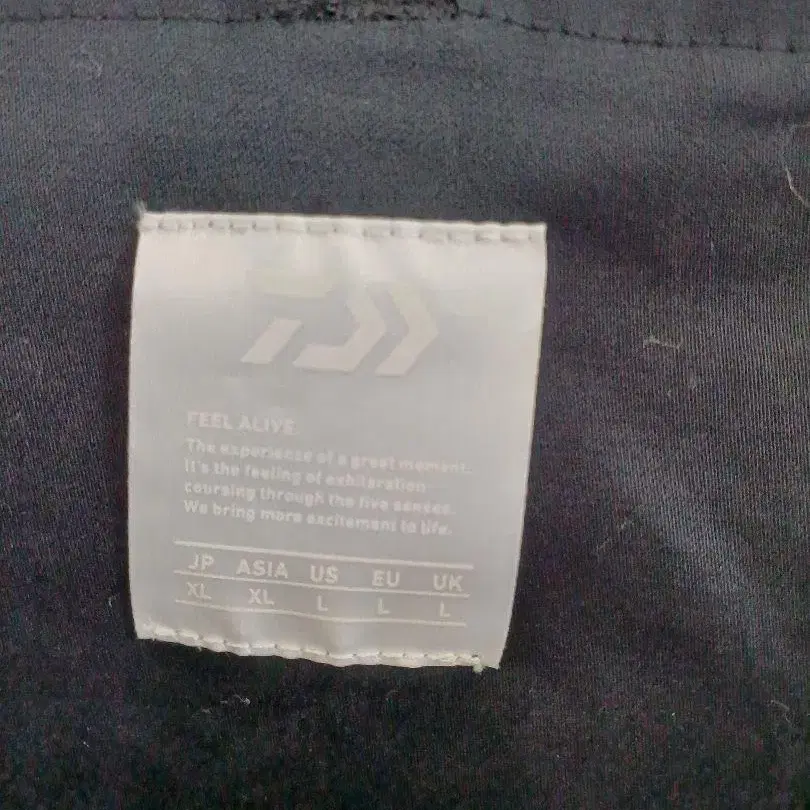 FEEL ALIVE.
The experience of a great moment.
It's the feeling of exhilaration
coursing through the five senses.
We bring more excitement to life.
JP ASIA US EU UK
XL XL L L L